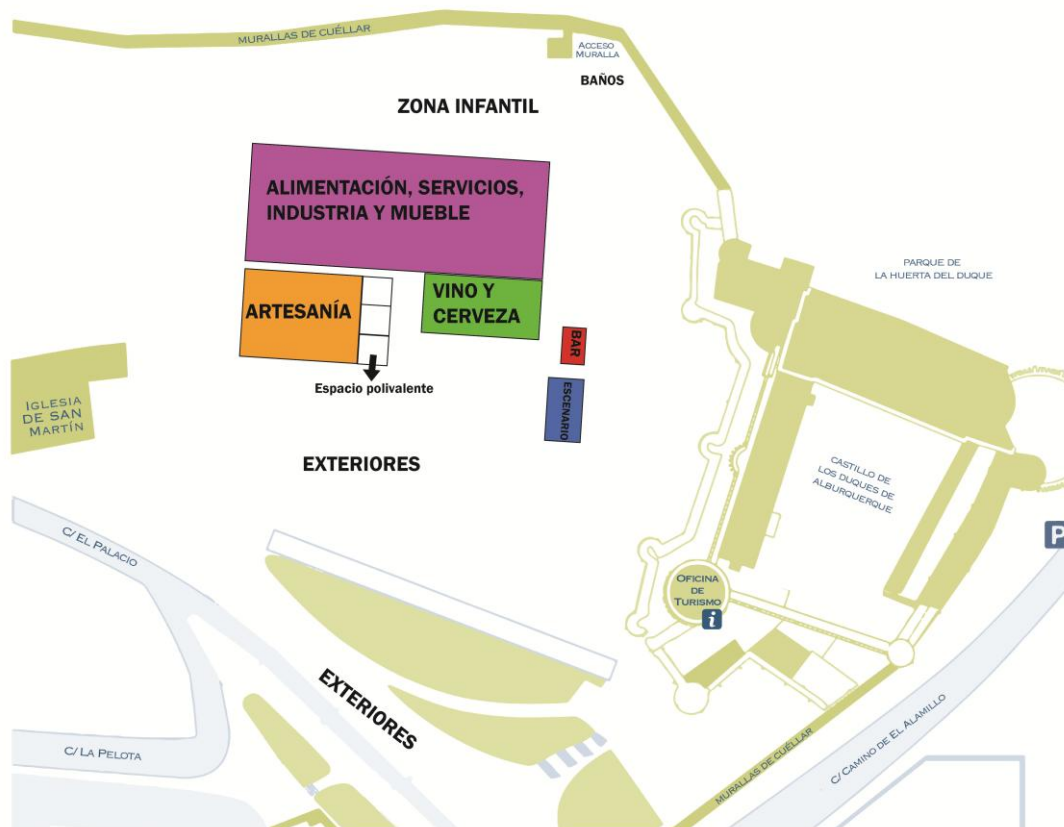 MURALLAS DE CUÉLLAR
ACCESO
MURALLA
BAÑOS
ZONA INFANTIL
ALIMENTACIÓN, SERVICIOS,
INDUSTRIA Y MUEBLE
PARQUE DE
LA HUERTA DEL DUQUE
ARTESANÍA
VINO Y
CERVEZA
BAR
Espacio polivalente
ESCENARIO
IGLESIA
DE SAN
MARTÍN
EXTERIORES
CASTILLO DE
LOS DUQUES DE
ALBURQUERQUE
P
C/ EL PALACIO
OFICINA
DE
TURISMO
i
EXTERIORES
C/ LA PELOTA
MURALLAS DE CUÉLLAR
C/ CAMINO DE EL ALAMILLO